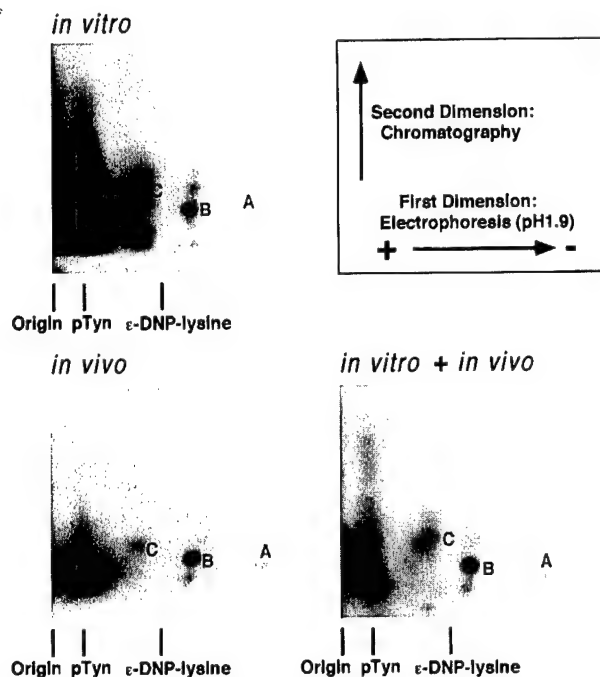 in vitro
C
B
A
Origin pTyn ε-DNP-lysine
Second Dimension:
Chromatography
First Dimension:
Electrophoresis (pH1.9)
+ -
in vivo
C
B
A
Origin pTyn ε-DNP-lysine
in vitro + in vivo
C
B
A
Origin pTyn ε-DNP-lysine